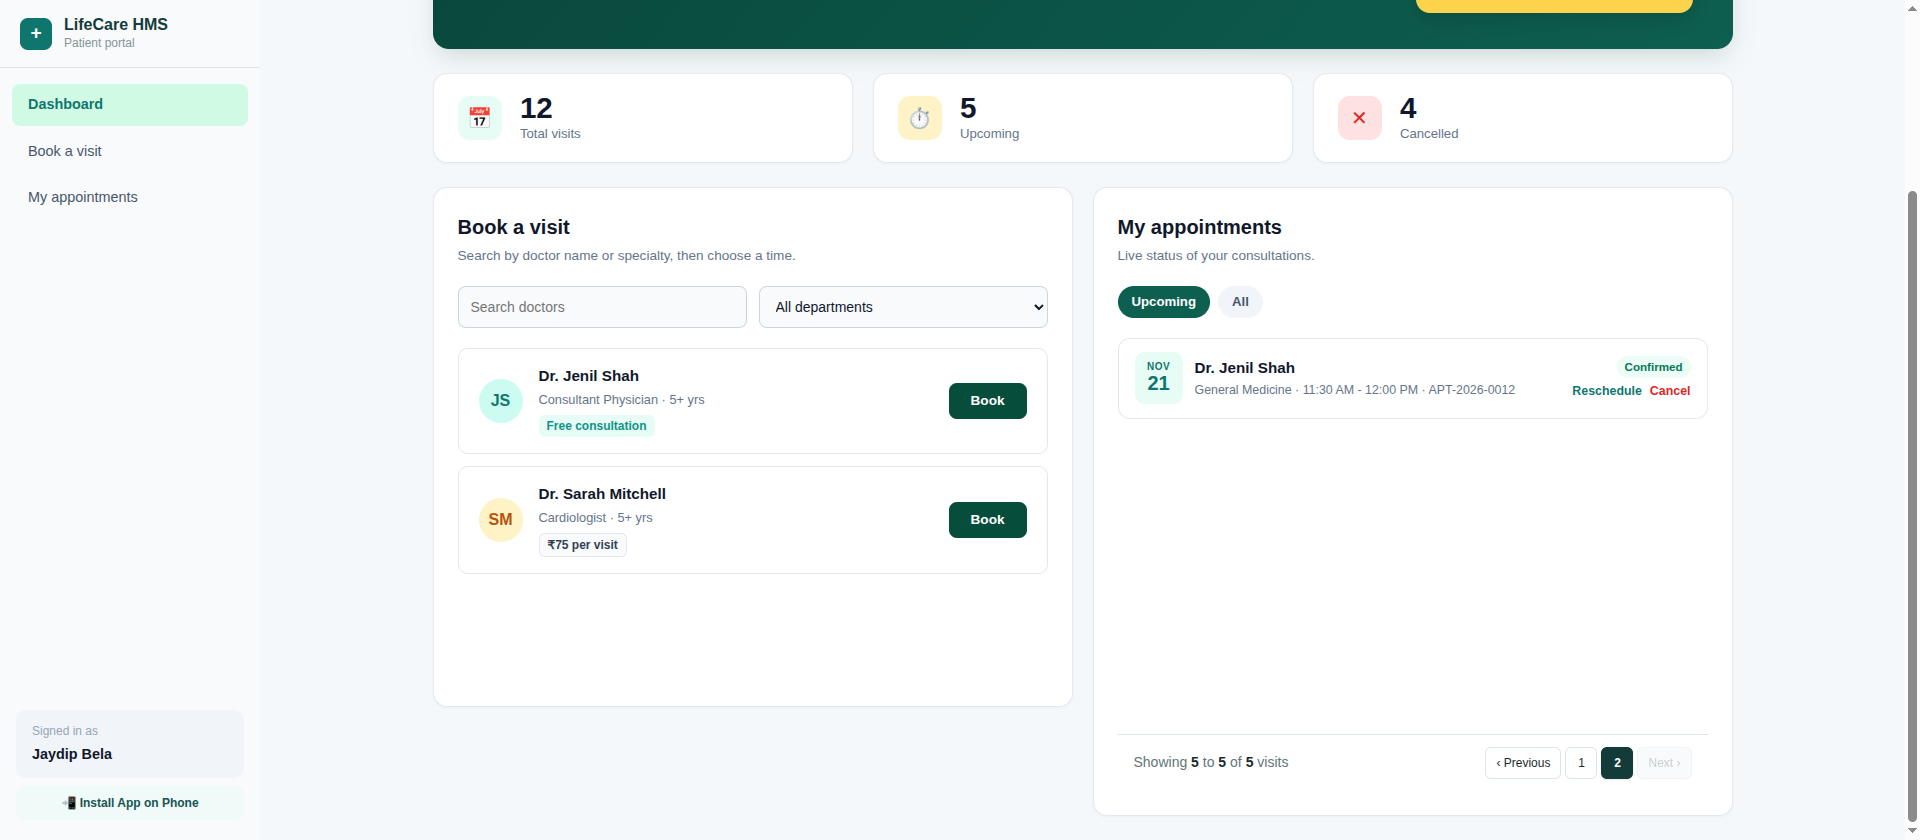 +
LifeCare HMS
Patient portal
Dashboard
Book a visit
My appointments
Signed in as
Jaydip Bela
Install App on Phone
12
Total visits
5
Upcoming
4
Cancelled
Book a visit
Search by doctor name or specialty, then choose a time.
Search doctors
All departments
JS
Dr. Jenil Shah
Consultant Physician · 5+ yrs
Free consultation
Book
SM
Dr. Sarah Mitchell
Cardiologist · 5+ yrs
₹75 per visit
Book
My appointments
Live status of your consultations.
Upcoming All
NOV
21
Dr. Jenil Shah
General Medicine · 11:30 AM - 12:00 PM · APT-2026-0012
Confirmed
Reschedule Cancel
Showing 5 to 5 of 5 visits
‹ Previous 1 2 Next ›